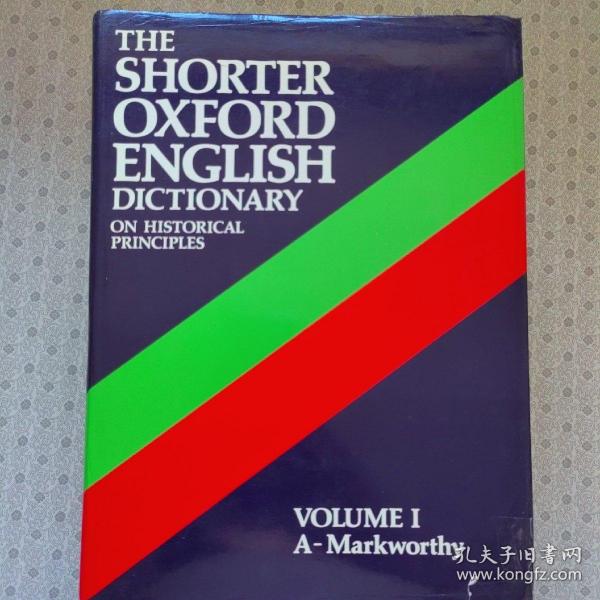 THE
SHORTER
OXFORD
ENGLISH
DICTIONARY
ON HISTORICAL
PRINCIPLES
VOLUME I
A-Markworthy
孔夫子旧书网
www.kongfz.com